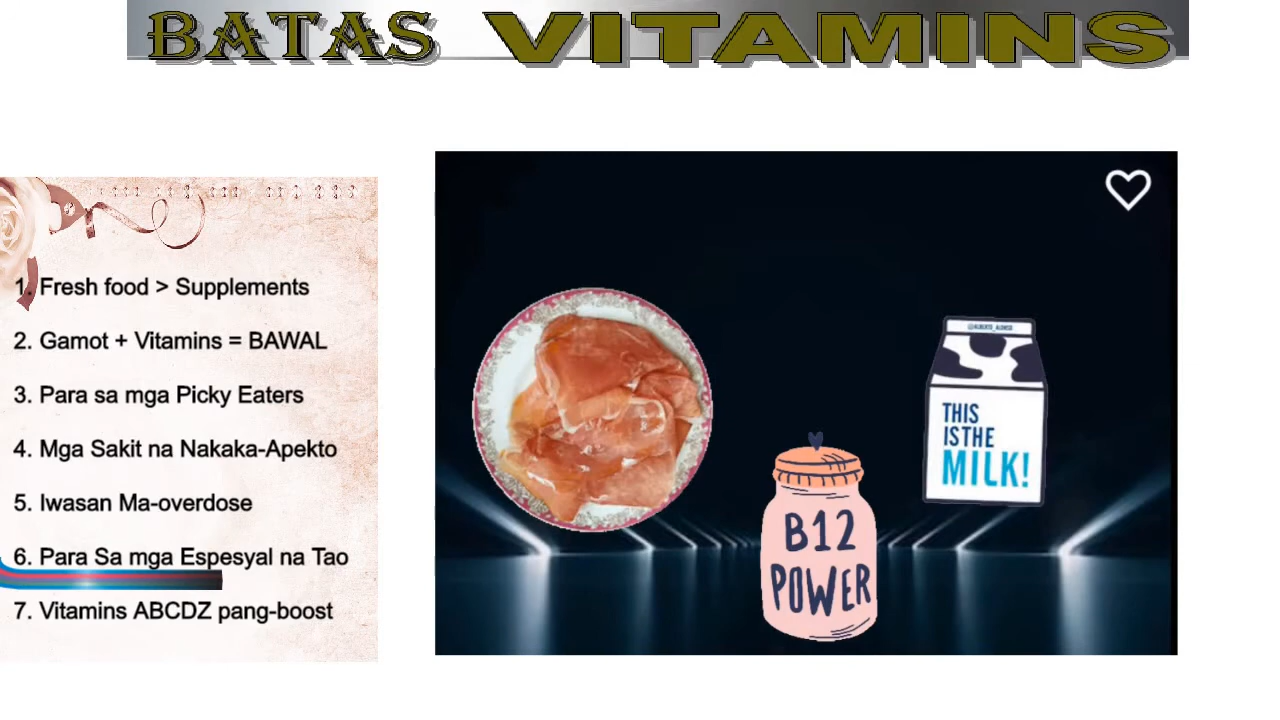 BATAS VITAMINS
1. Fresh food > Supplements
2. Gamot + Vitamins = BAWAL
3. Para sa mga Picky Eaters
4. Mga Sakit na Nakaka-Apekto
5. Iwasan Ma-overdose
6. Para Sa mga Espesyal na Tao
7. Vitamins ABCDZ pang-boost
B12
POWER
@ALBERTO_ALONSO
THIS
IS THE
MILK!